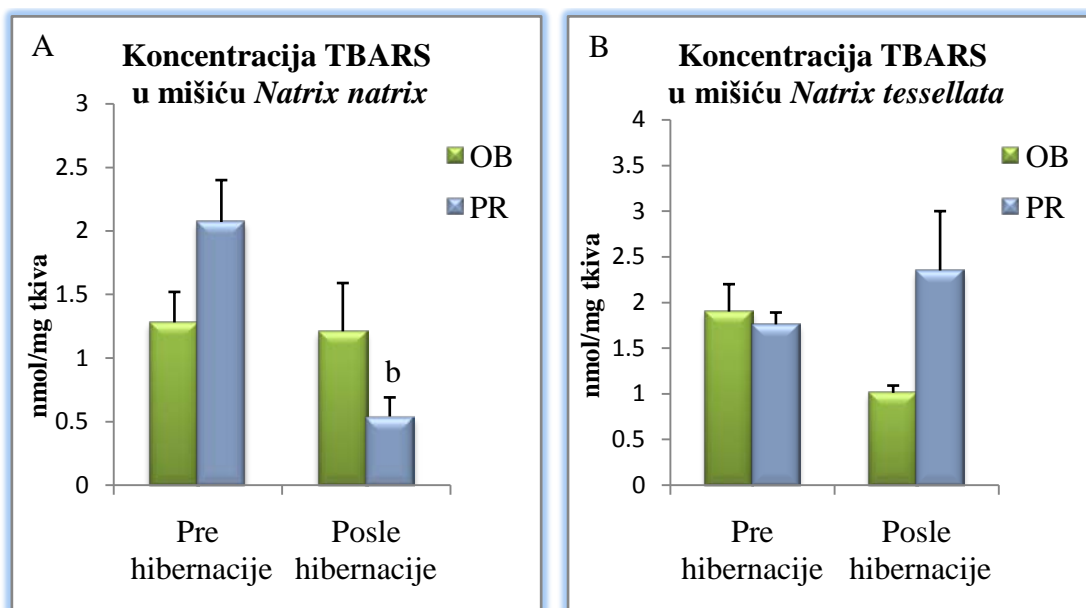 A
Koncentracija TBARS
u mišiću Natrix natrix
3
2.5
2
1.5
1
0.5
0
nmol/mg tkiva
OB
PR
b
Pre
hibernacije
Posle
hibernacije
B
Koncentracija TBARS
u mišiću Natrix tessellata
4
3.5
3
2.5
2
1.5
1
0.5
0
nmol/mg tkiva
OB
PR
Pre
hibernacije
Posle
hibernacije